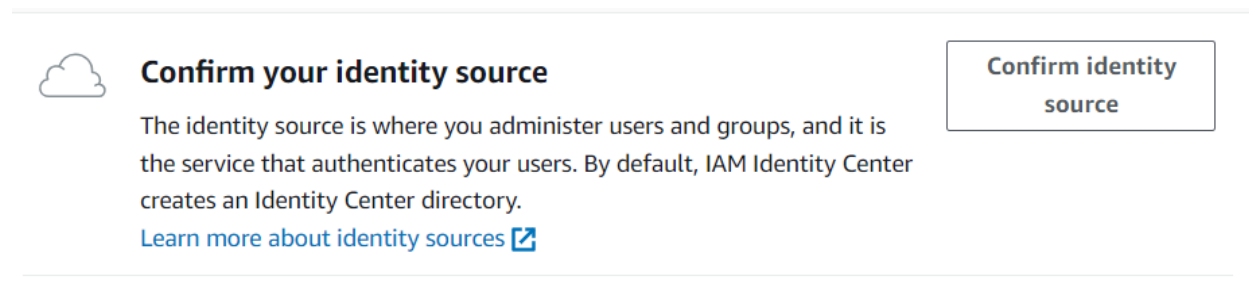 Confirm your identity source
The identity source is where you administer users and groups, and it is
the service that authenticates your users. By default, IAM Identity Center
creates an Identity Center directory.
Learn more about identity sources
Confirm identity
source